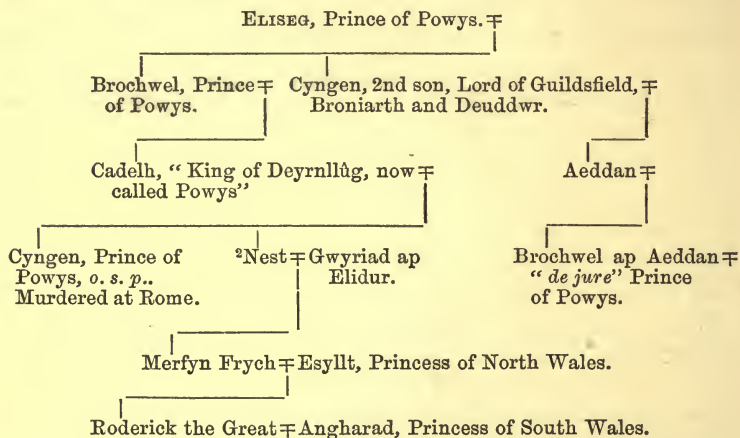 ELISEG, Prince of Powys. ╤
Brochwel, Prince ╤ Cyngen, 2nd son, Lord of Guildsfield, ╤
of Powys. Broniarth and Deuddwr.
Cadelh, “ King of Deyrnllûg, now ╤ Aeddan ╤
called Powys”
Cyngen, Prince of ²Nest ╤ Gwyriad ap Brochwel ap Aeddan ╤
Powys, o. s. p.. Elidur. “ de jure” Prince
Murdered at Rome. of Powys.
Merfyn Frych ╤ Esyllt, Princess of North Wales.
Roderick the Great ╤ Angharad, Princess of South Wales.